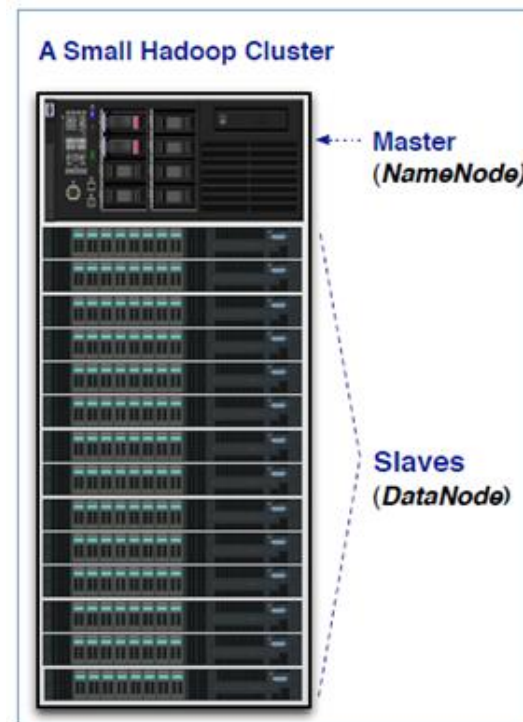 A Small Hadoop Cluster
Master
(NameNode)
Slaves
(DataNode)